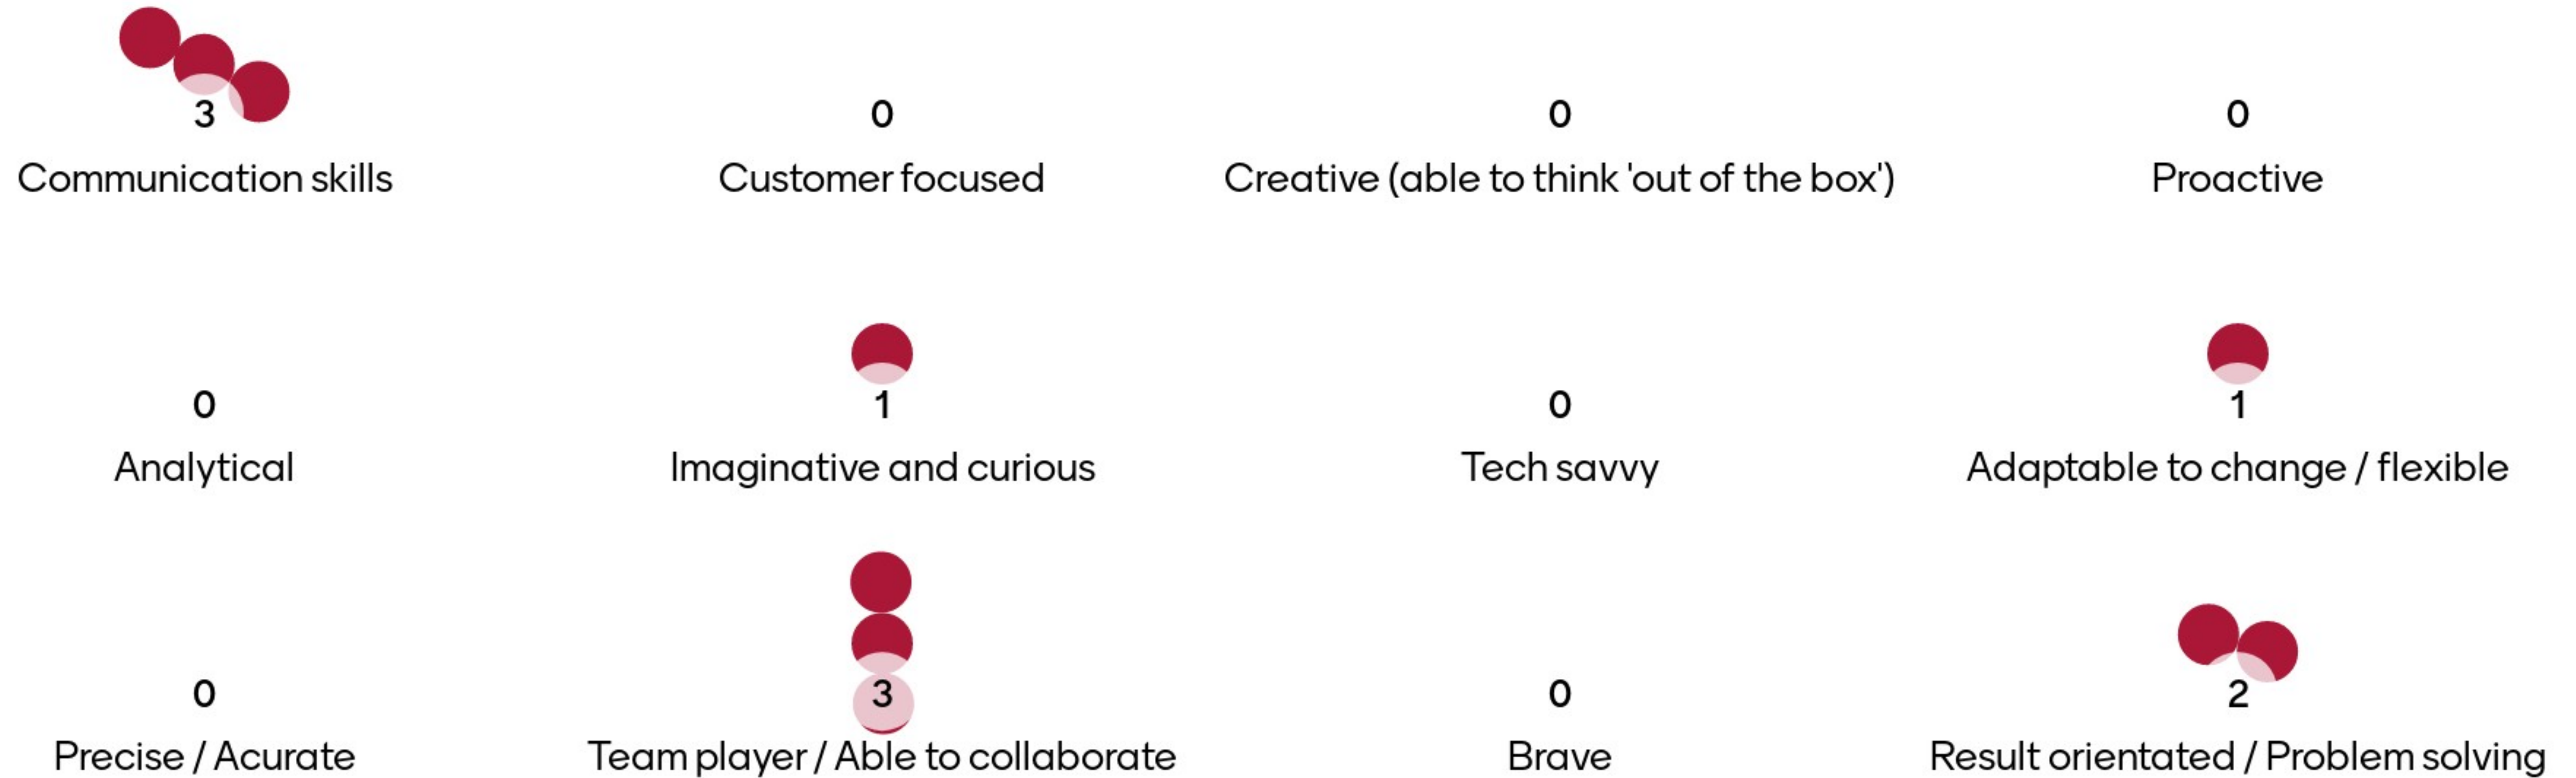 3
Communication skills
0
Customer focused
0
Creative (able to think 'out of the box')
0
Proactive
0
Analytical
1
Imaginative and curious
0
Tech savvy
1
Adaptable to change / flexible
0
Precise / Acurate
3
Team player / Able to collaborate
0
Brave
2
Result orientated / Problem solving